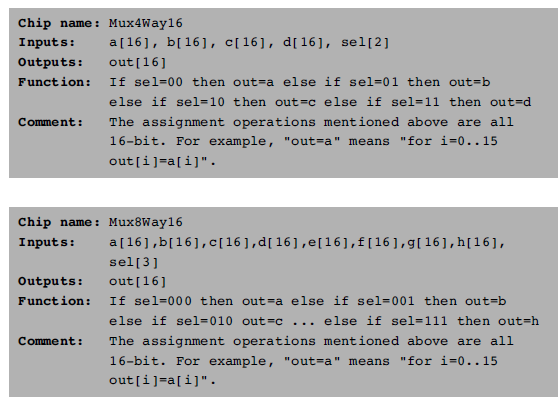 Chip name: Mux4Way16
Inputs: a[16], b[16], c[16], d[16], sel[2]
Outputs: out[16]
Function: If sel=00 then out=a else if sel=01 then out=b
else if sel=10 then out=c else if sel=11 then out=d
Comment: The assignment operations mentioned above are all
16-bit. For example, "out=a" means "for i=0..15
out[i]=a[i]".
Chip name: Mux8Way16
Inputs: a[16],b[16],c[16],d[16],e[16],f[16],g[16],h[16],
sel[3]
Outputs: out[16]
Function: If sel=000 then out=a else if sel=001 then out=b
else if sel=010 out=c ... else if sel=111 then out=h
Comment: The assignment operations mentioned above are all
16-bit. For example, "out=a" means "for i=0..15
out[i]=a[i]".